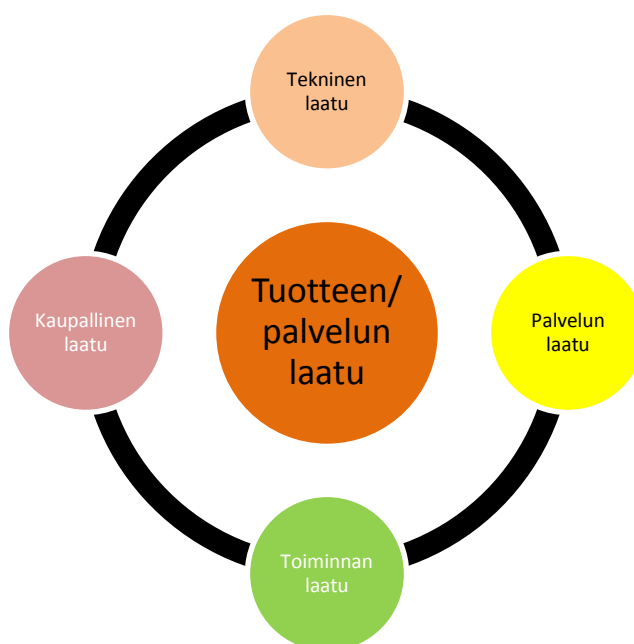 Tekninen
laatu
Tuotteen/
palvelun
laatu
Kaupallinen
laatu
Palvelun
laatu
Toiminnan
laatu